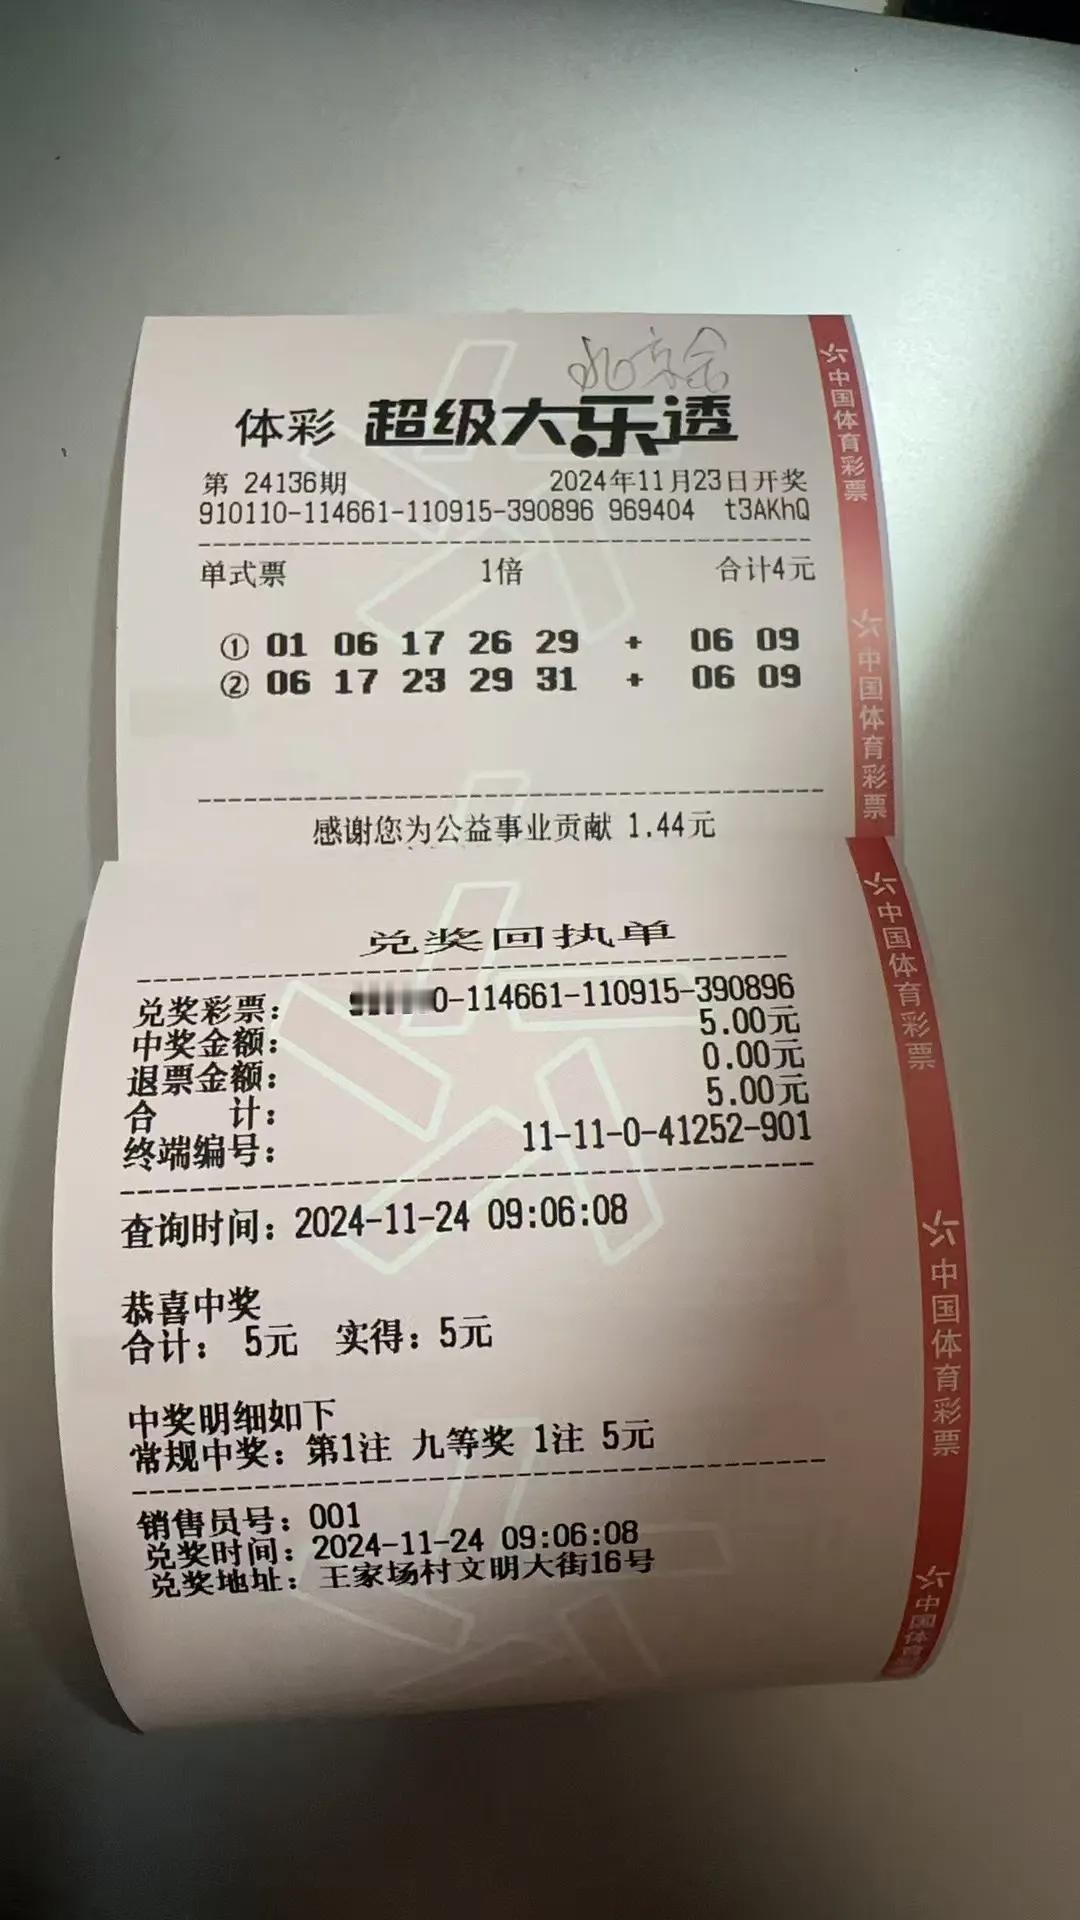 体彩 超级大乐透
第 24136期 2024年11月23日开奖
910110-114661-110915-390896 969404 t3AKhQ
单式票 1倍 合计4元
① 01 06 17 26 29 + 06 09
② 06 17 23 29 31 + 06 09
感谢您为公益事业贡献 1.44元
中国体育彩票
中国体育彩票
兑奖回执单
兑奖彩票: 0-114661-110915-390896
中奖金额: 5.00元
退票金额: 0.00元
合 计: 5.00元
终端编号: 11-11-0-41252-901
查询时间: 2024-11-24 09:06:08
恭喜中奖
合计: 5元 实得: 5元
中奖明细如下
常规中奖: 第1注 九等奖 1注 5元
销售员号: 001
兑奖时间: 2024-11-24 09:06:08
兑奖地址: 王家场村文明大街16号
中国体育彩票
中国体育彩票
中国体育